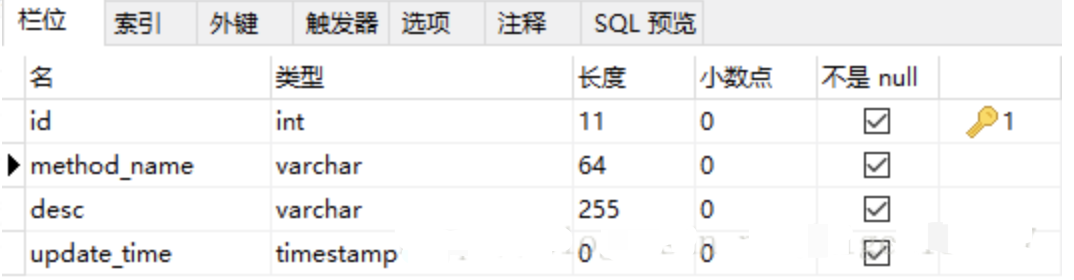 栏位 索引 外键 触发器 选项 注释 SQL 预览
名 类型 长度 小数点 不是 null
id int 11 0 1
method_name varchar 64 0
desc varchar 255 0
update_time timestamp 0 0